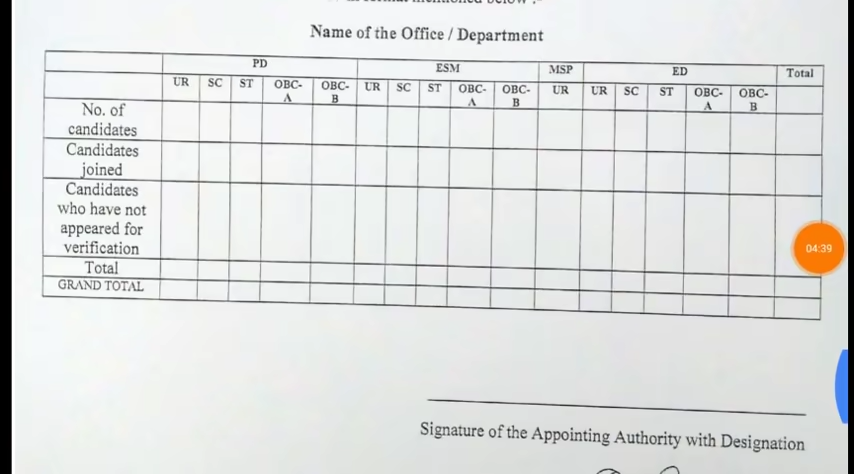 Name of the Office / Department
PD ESM MSP ED Total
UR SC ST OBC-A OBC-B UR SC ST OBC-A OBC-B UR UR SC ST OBC-A OBC-B
No. of
candidates
Candidates
joined
Candidates
who have not
appeared for
verification
Total
GRAND TOTAL
04:39
Signature of the Appointing Authority with Designation